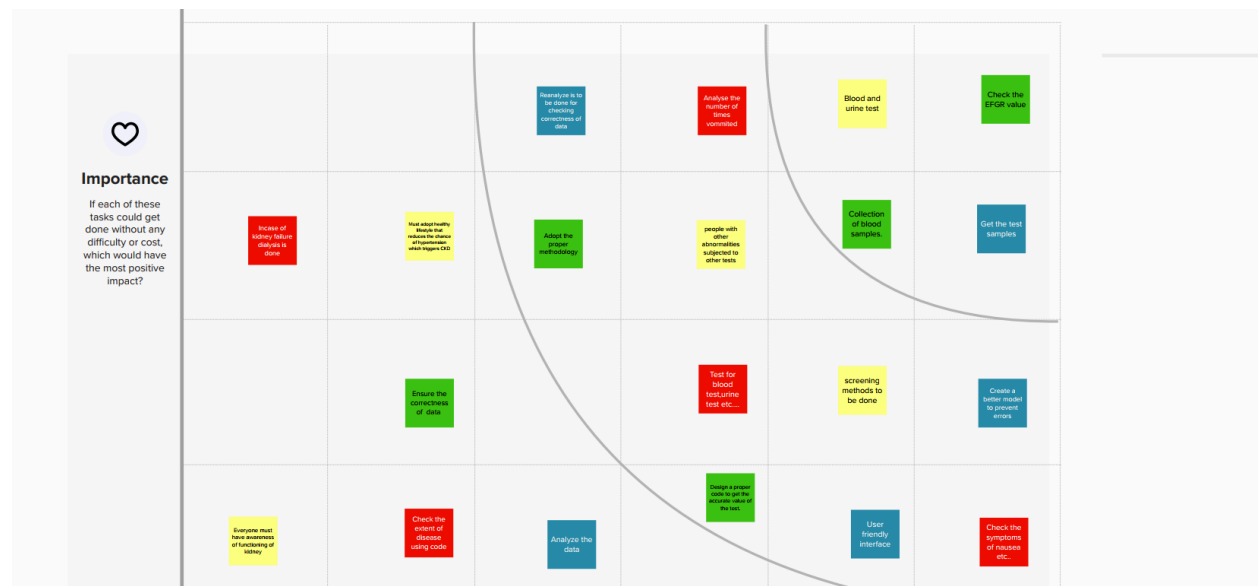 Importance
If each of these
tasks could get
done without any
difficulty or cost,
which would have
the most positive
impact?
Reanalyze is to
be done for
checking
correctness of
data
Analyse the
number of
times
vommited
Blood and
urine test
Check the
EFGR value
Incase of
kidney failure
dialysis is
done
Must adopt healthy
lifestyle that
reduces the chance
of hypertension
which triggers CKD
Adopt the
proper
methodology
people with
other
abnormalities
subjected to
other tests
Collection
of blood
samples.
Get the test
samples
Ensure the
correctness
of data
Test for
blood
test,urine
test etc....
screening
methods to
be done
Create a
better model
to prevent
errors
Everyone must
have awareness
of functioning of
kidney
Check the
extent of
disease
using code
Analyze the
data
Design a proper
code to get the
accurate value of
the test.
User
friendly
interface
Check the
symptoms
of nausea
etc..